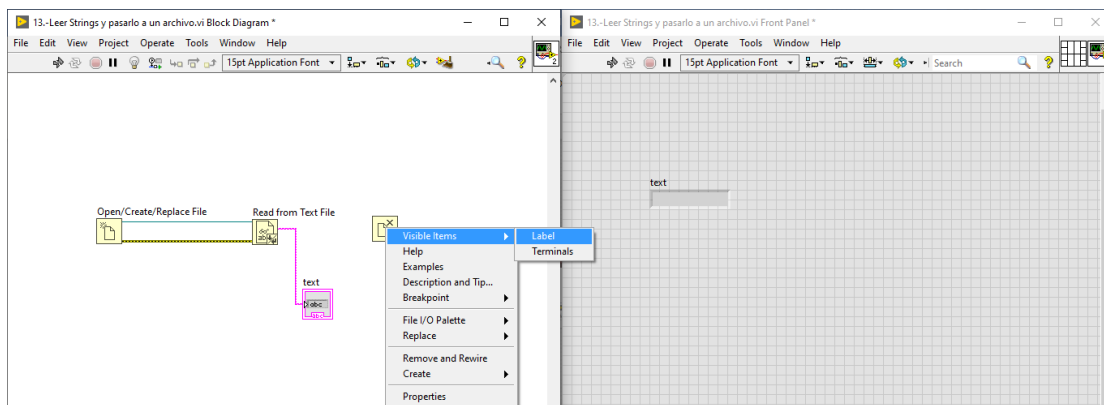 13.-Leer Strings y pasarlo a un archivo.vi Block Diagram *
File Edit View Project Operate Tools Window Help
15pt Application Font
2
Open/Create/Replace File
Read from Text File
text
abc
Visible Items
Help
Examples
Description and Tip...
Breakpoint
File I/O Palette
Replace
Remove and Rewire
Create
Properties
Label
Terminals
13.-Leer Strings y pasarlo a un archivo.vi Front Panel *
File Edit View Project Operate Tools Window Help
15pt Application Font
Search
text